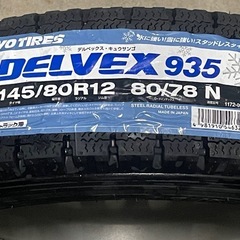 YO TIRES
氷に強い! 雪に強い! スタッドレスタイヤ
デルベックス・キュウサンゴ
DELVEX 935
145/80R12 80/78 N
STEEL RADIAL TUBELESS
MADE IN JAPAN